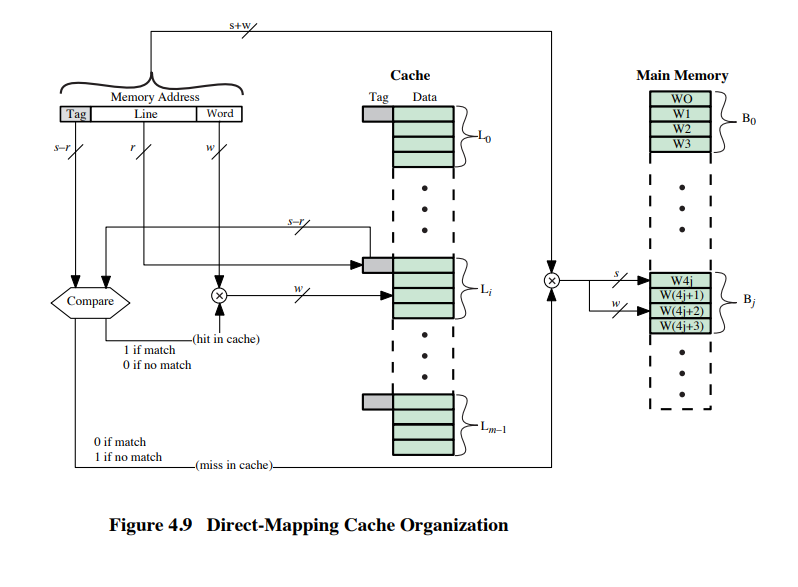 s+w
Cache
Main Memory
Memory Address
Tag Line Word
Tag Data
WO
W1
W2
W3
B0
L0
s–r
r
w
s–r
Compare
w
(hit in cache)
1 if match
0 if no match
Li
s
w
W4j
W(4j+1)
W(4j+2)
W(4j+3)
Bj
Lm–1
0 if match
1 if no match
(miss in cache)
Figure 4.9 Direct-Mapping Cache Organization